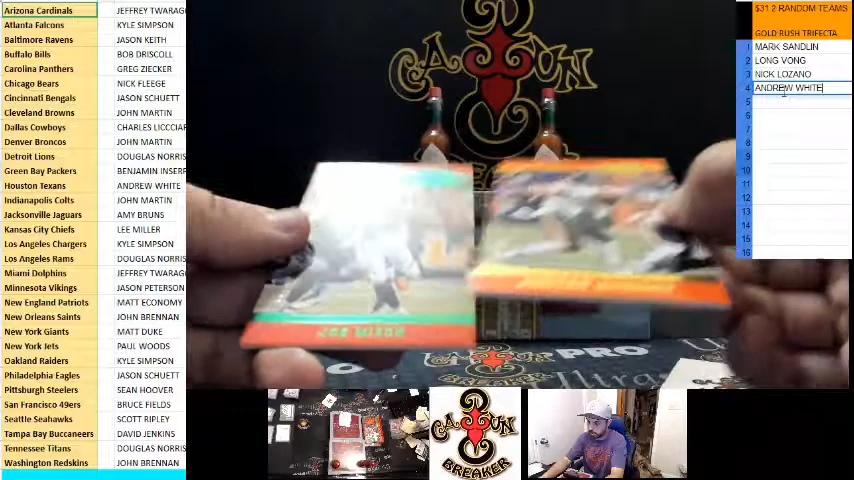 Arizona Cardinals JEFFREY TWARAG
Atlanta Falcons KYLE SIMPSON
Baltimore Ravens JASON KEITH
Buffalo Bills BOB DRISCOLL
Carolina Panthers GREG ZIECKER
Chicago Bears NICK FLEEGE
Cincinnati Bengals JASON SCHUETT
Cleveland Browns JOHN MARTIN
Dallas Cowboys CHARLES LICCCIAR
Denver Broncos JOHN MARTIN
Detroit Lions DOUGLAS NORRIS
Green Bay Packers BENJAMIN INSERR
Houston Texans ANDREW WHITE
Indianapolis Colts JOHN MARTIN
Jacksonville Jaguars AMY BRUNS
Kansas City Chiefs LEE MILLER
Los Angeles Chargers KYLE SIMPSON
Los Angeles Rams DOUGLAS NORRIS
Miami Dolphins JEFFREY TWARAG
Minnesota Vikings JASON PETERSON
New England Patriots MATT ECONOMY
New Orleans Saints JOHN BRENNAN
New York Giants MATT DUKE
New York Jets PAUL WOODS
Oakland Raiders KYLE SIMPSON
Philadelphia Eagles JASON SCHUETT
Pittsburgh Steelers SEAN HOOVER
San Francisco 49ers BRUCE FIELDS
Seattle Seahawks SCOTT RIPLEY
Tampa Bay Buccaneers DAVID JENKINS
Tennessee Titans DOUGLAS NORRIS
Washington Redskins JOHN BRENNAN
CAJUN
BREAKER
JOE MIXON
PRO
Ultra
CAJUN
BREAKER
$31 2 RANDOM TEAMS
GOLD RUSH TRIFECTA
1 MARK SANDLIN
2 LONG VONG
3 NICK LOZANO
4 ANDREW WHITE
5
6
7
8
9
10
11
12
13
14
15
16